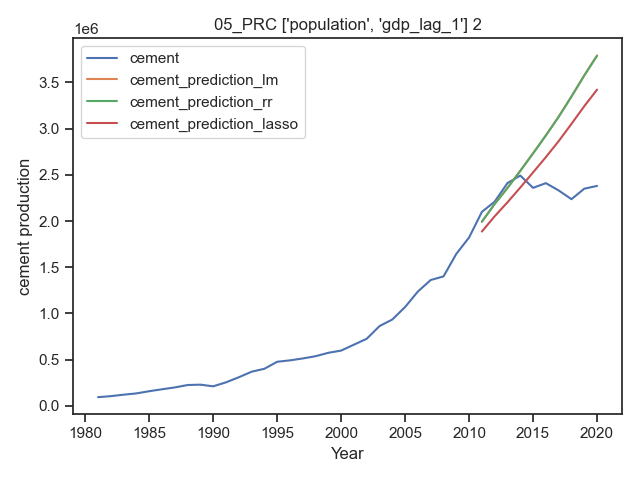 05_PRC ['population', 'gdp_lag_1'] 2
1e6
cement
cement_prediction_lm
cement_prediction_rr
cement_prediction_lasso
3.5
3.0
2.5
2.0
1.5
1.0
0.5
0.0
cement production
1980 1985 1990 1995 2000 2005 2010 2015 2020
Year